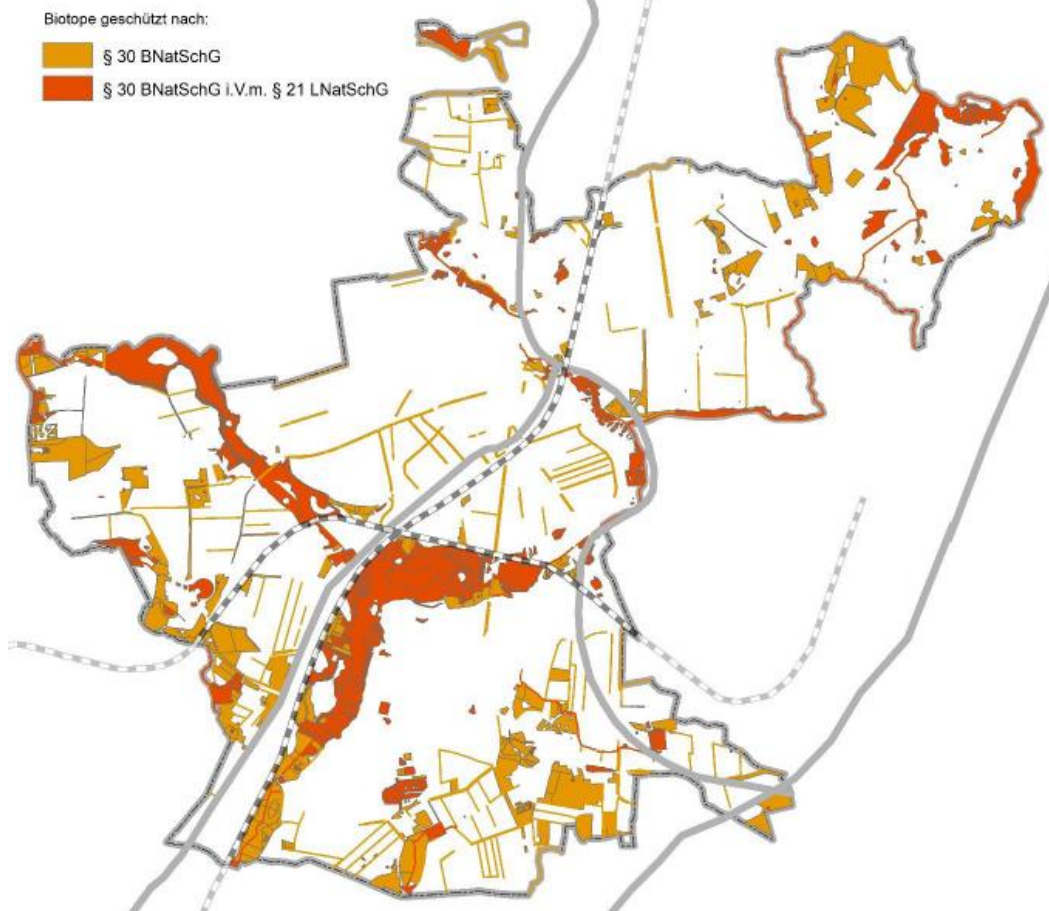 Biotope geschützt nach:
§ 30 BNatSchG
§ 30 BNatSchG i.V.m. § 21 LNatSchG